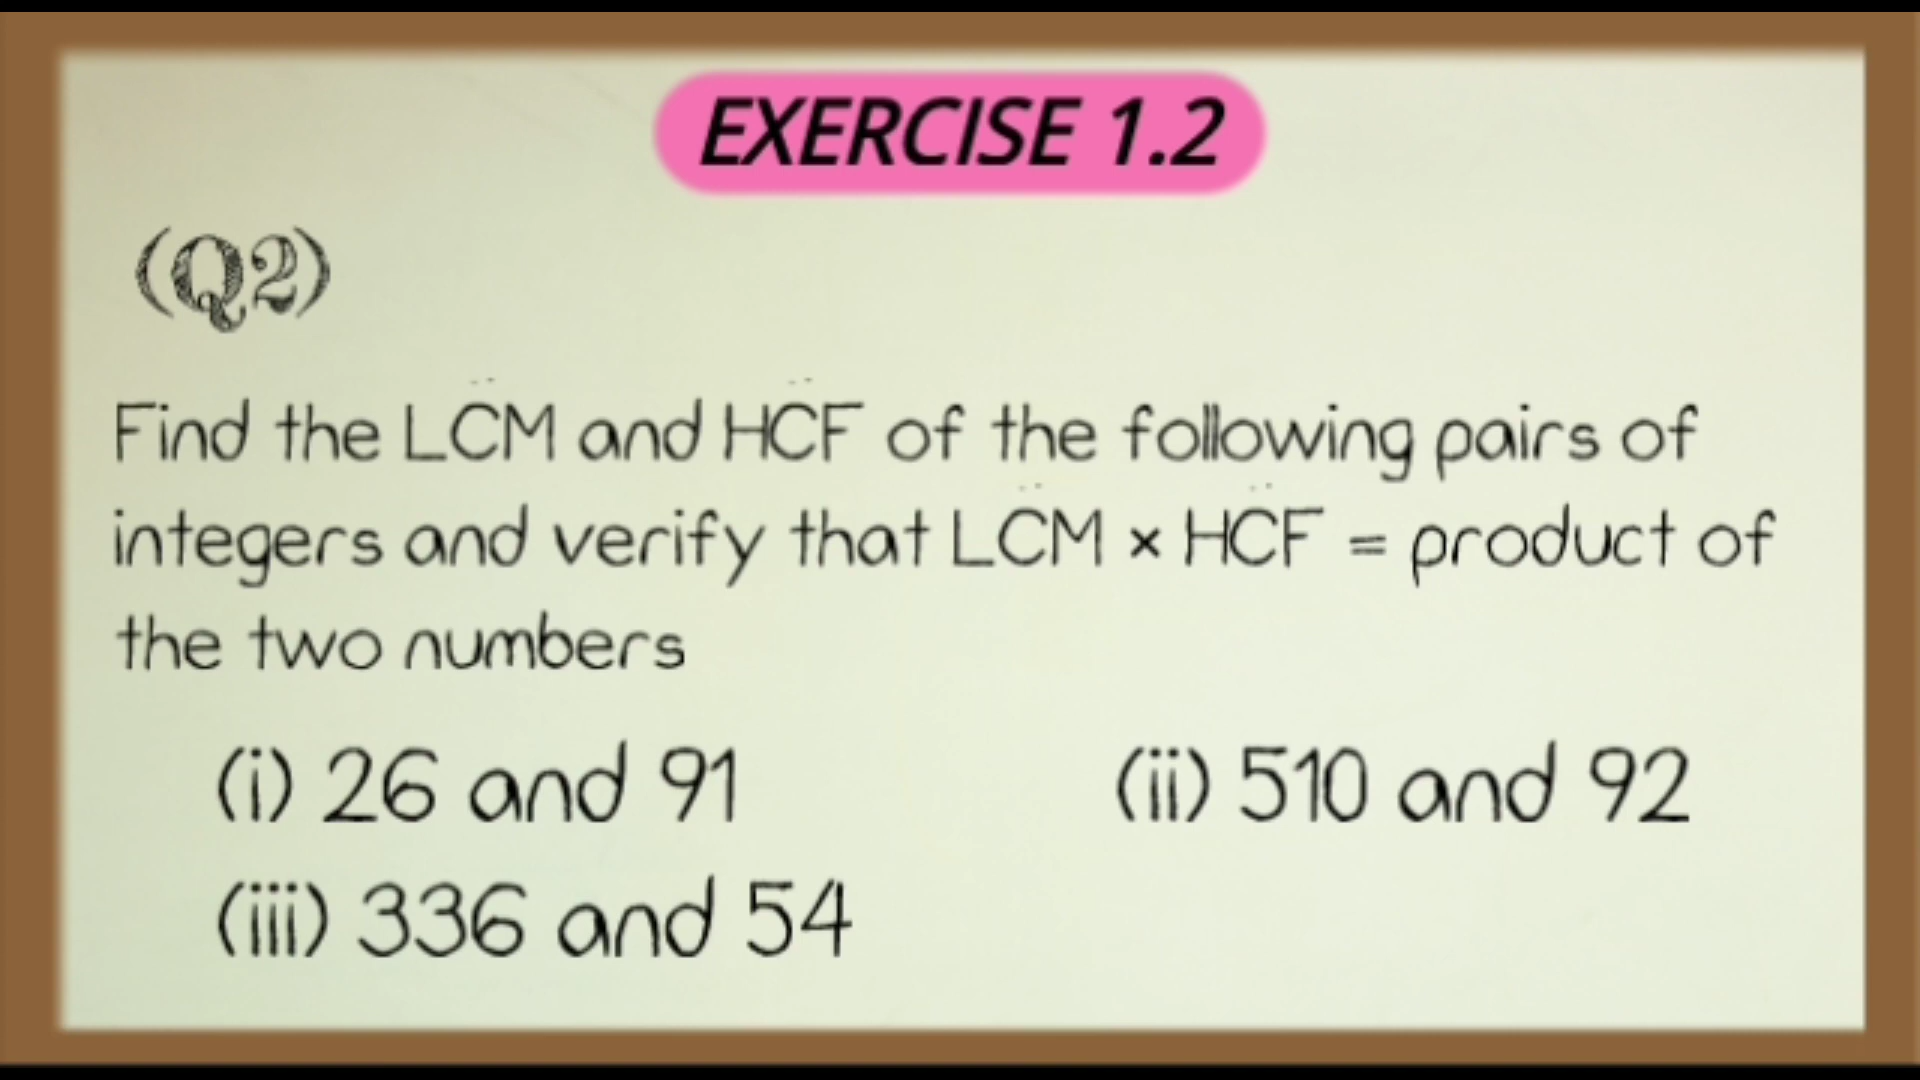 EXERCISE 1.2
(Q2)
Find the LCM and HCF of the following pairs of
integers and verify that LCM × HCF = product of
the two numbers
(i) 26 and 91 (ii) 510 and 92
(iii) 336 and 54